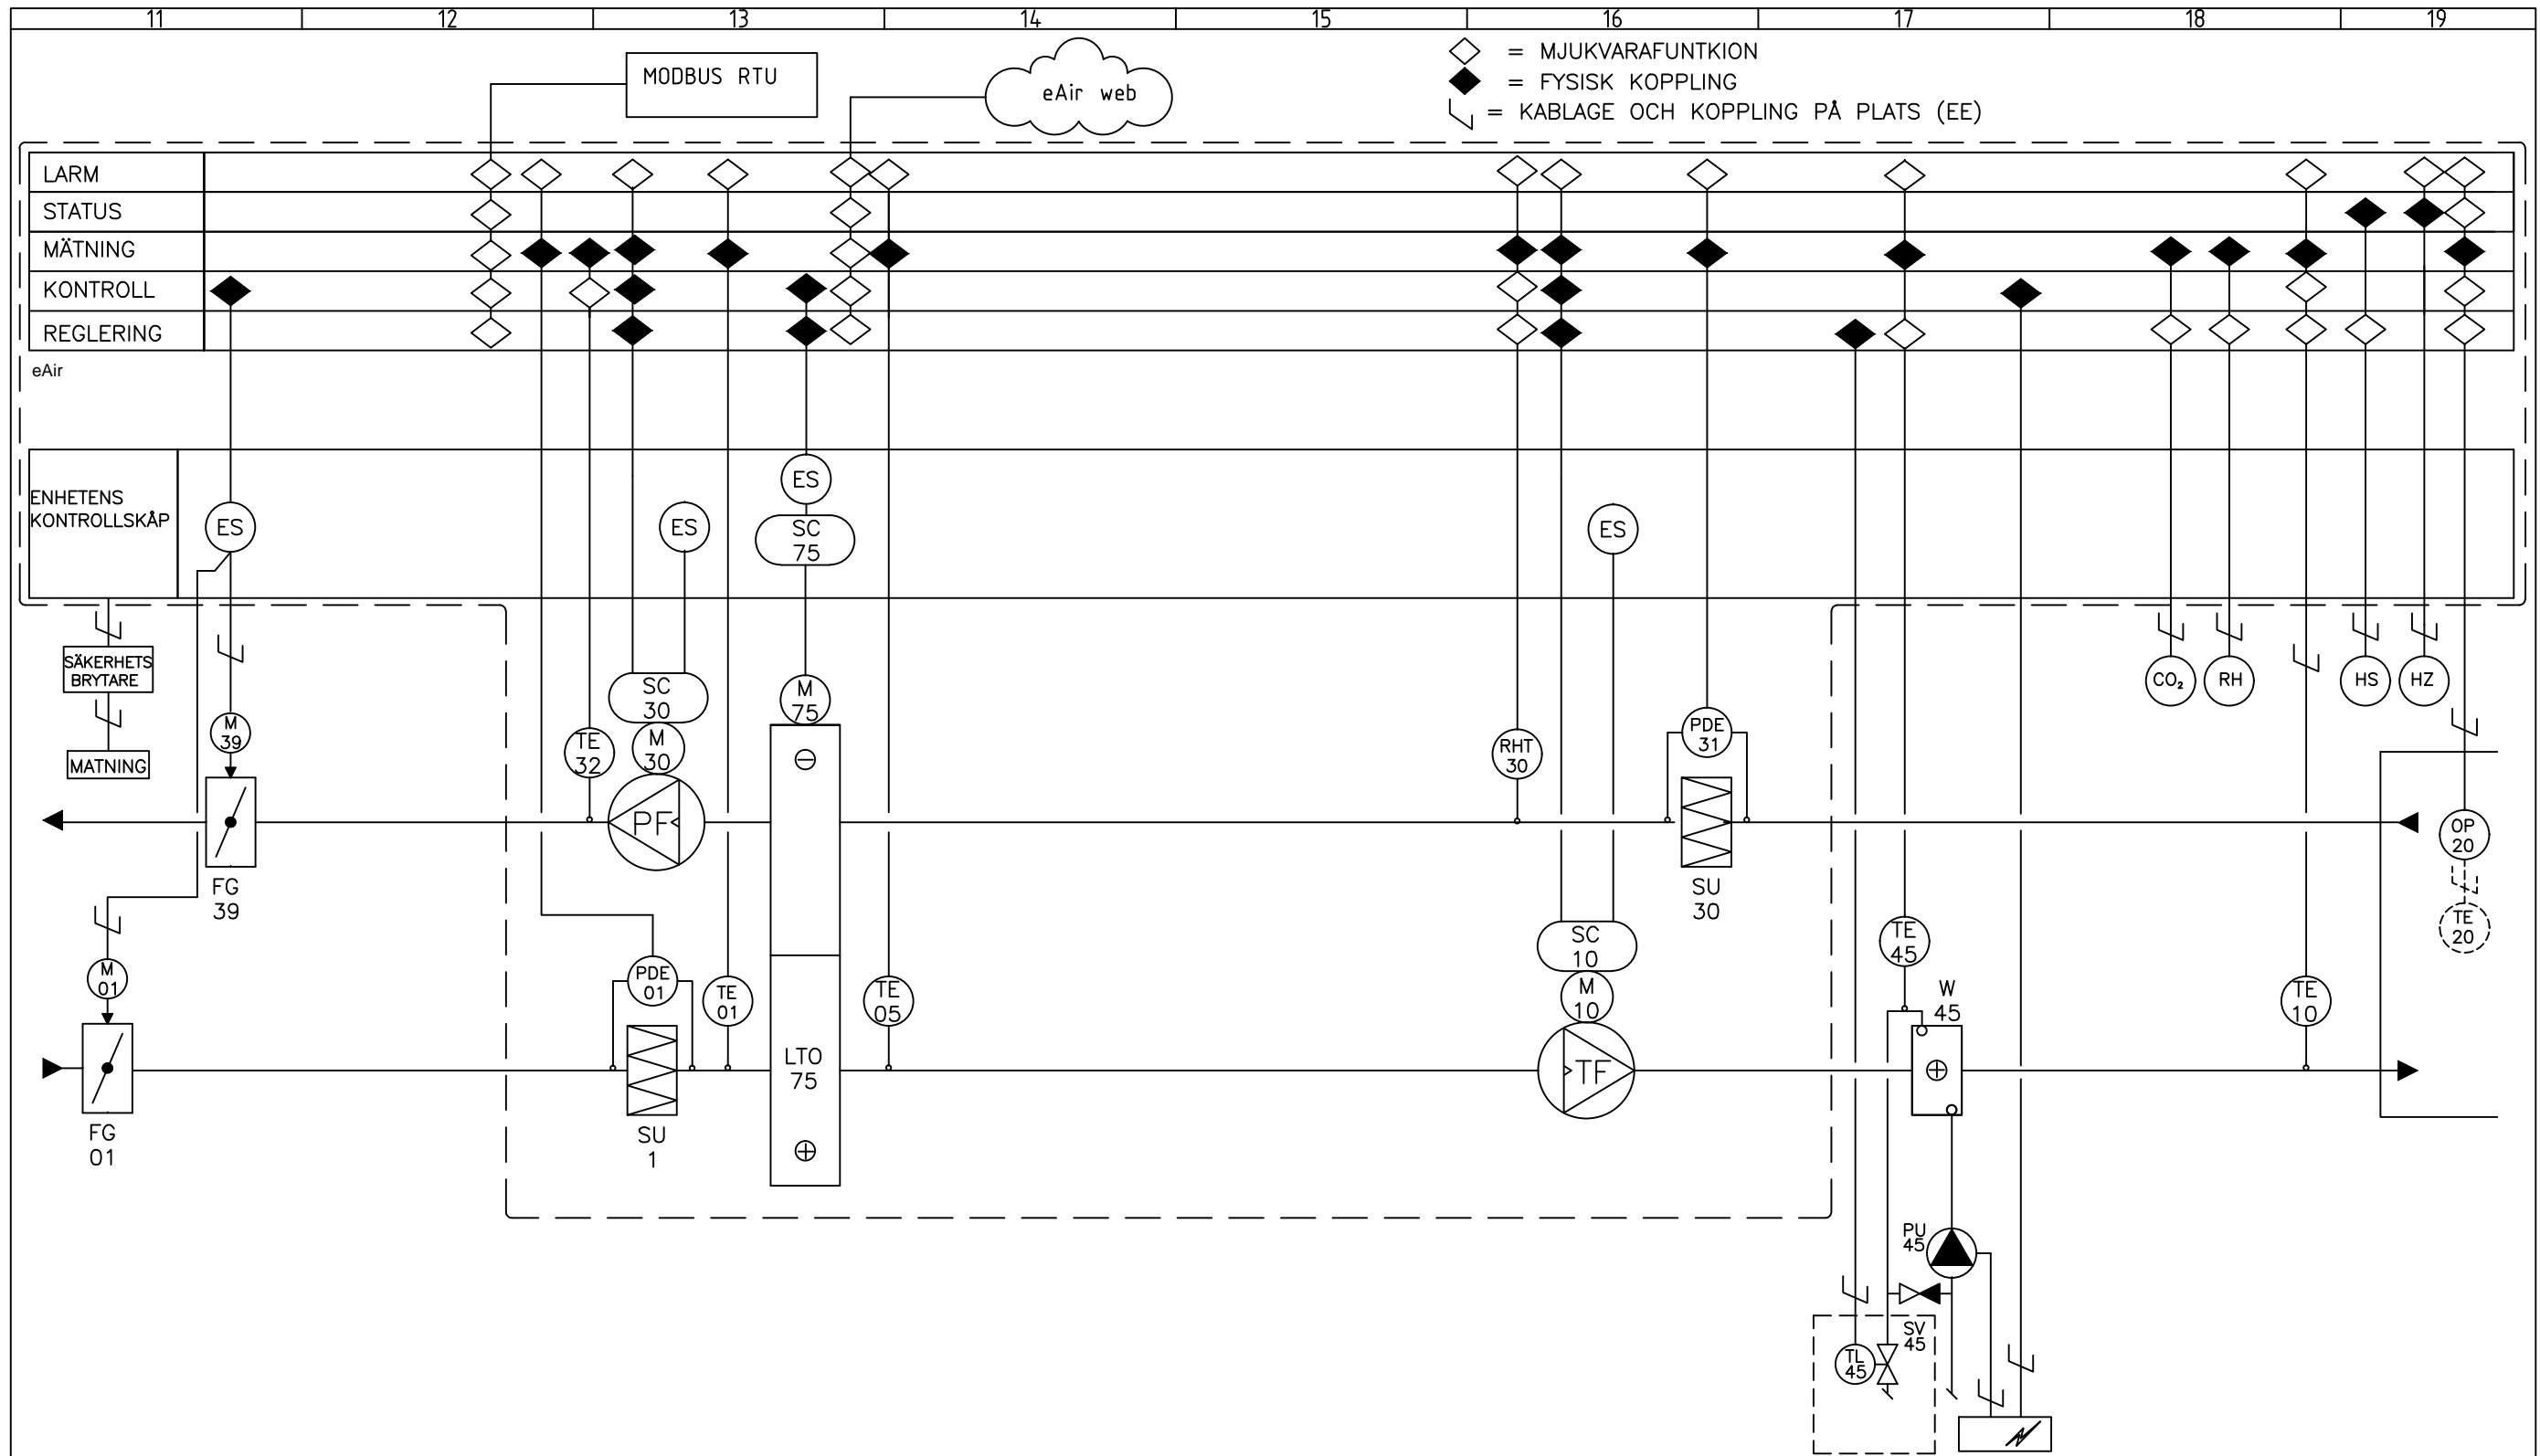 11 12 13 14 15 16 17 18 19
MODBUS RTU
eAir web
= MJUKVARAFUNTKION
= FYSISK KOPPLING
= KABLAGE OCH KOPPLING PÅ PLATS (EE)
LARM
STATUS
MÄTNING
KONTROLL
REGLERING
eAir
ENHETENS
KONTROLLSKÅP
ES
ES
ES
SC
75
ES
SÄKERHETS
BRYTARE
MATNING
M
39
TE
32
SC
30
M
30
M
75
RHT
30
PDE
31
CO₂
RH
HS
HZ
PF
OP
20
TE
20
FG
39
SU
30
M
01
PDE
01
TE
01
TE
05
SC
10
M
10
TE
45
W
45
TE
10
LTO
75
TF
FG
01
SU
1
PU
45
SV
45
TL
45